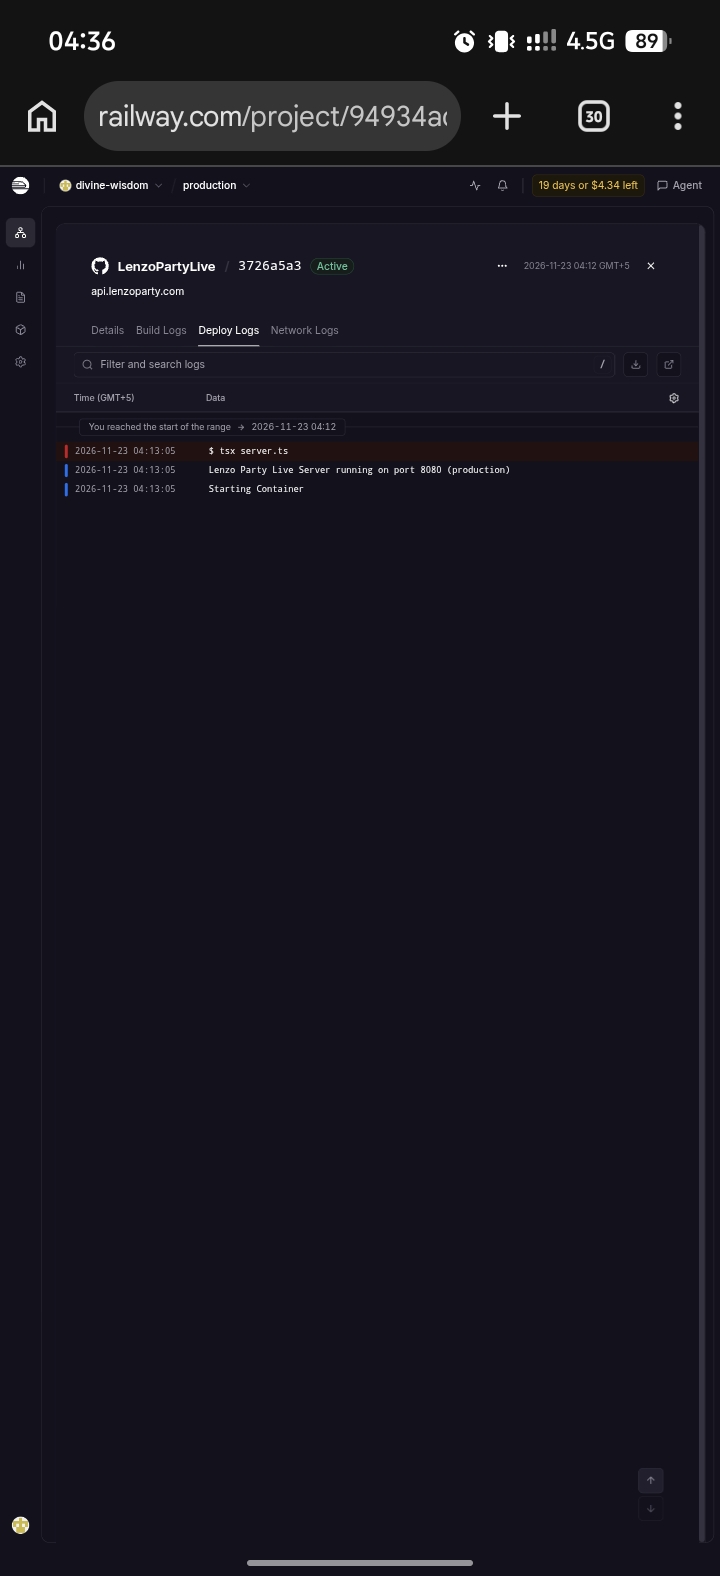 04:36
4.5G 89
railway.com/project/94934a
30
divine-wisdom / production
19 days or $4.34 left
Agent
LenzoPartyLive / 3726a5a3 Active
... 2026-11-23 04:12 GMT+5
api.lenzoparty.com
Details Build Logs Deploy Logs Network Logs
Filter and search logs /
Time (GMT+5) Data
You reached the start of the range → 2026-11-23 04:12
2026-11-23 04:13:05 $ tsx server.ts
2026-11-23 04:13:05 Lenzo Party Live Server running on port 8080 (production)
2026-11-23 04:13:05 Starting Container